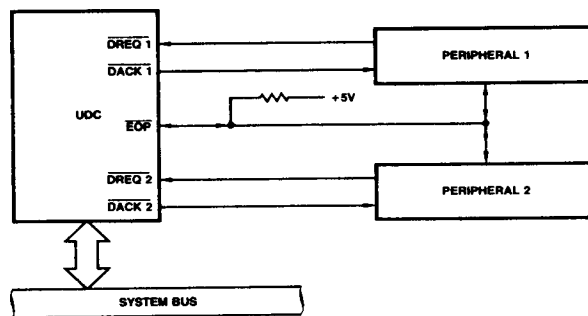 DREQ 1
PERIPHERAL 1
DACK 1
+5V
UDC
EOP
DREQ 2
PERIPHERAL 2
DACK 2
SYSTEM BUS